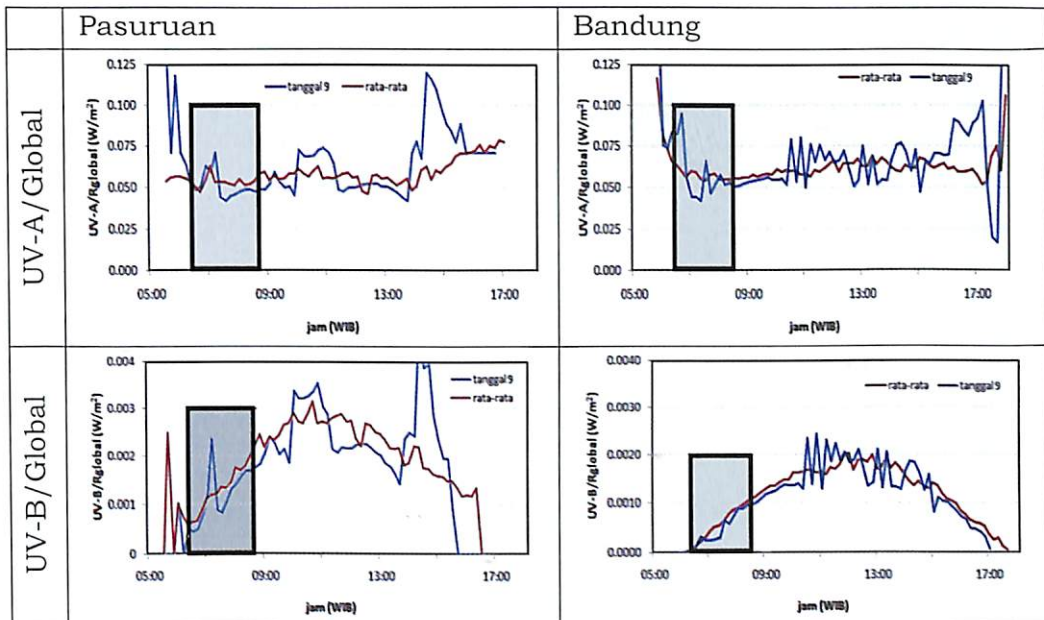 Pasuruan
Bandung
UV-A/Global
UV-A/Rglobal (W/m²)
0.125
0.100
0.075
0.050
0.025
0.000
tanggal 9
rata-rata
05:00 09:00 13:00 17:00
jam (WIB)
UV-A/Rglobal (W/m²)
0.125
0.100
0.075
0.050
0.025
0.000
rata-rata
tanggal 9
05:00 09:00 13:00 17:00
jam (WIB)
UV-B/Global
UV-B/Rglobal (W/m²)
0.004
0.003
0.002
0.001
0
tanggal 9
rata-rata
05:00 09:00 13:00 17:00
jam (WIB)
UV-B/Rglobal (W/m²)
0.0040
0.0030
0.0020
0.0010
0.0000
rata-rata
tanggal 9
05:00 09:00 13:00 17:00
jam (WIB)